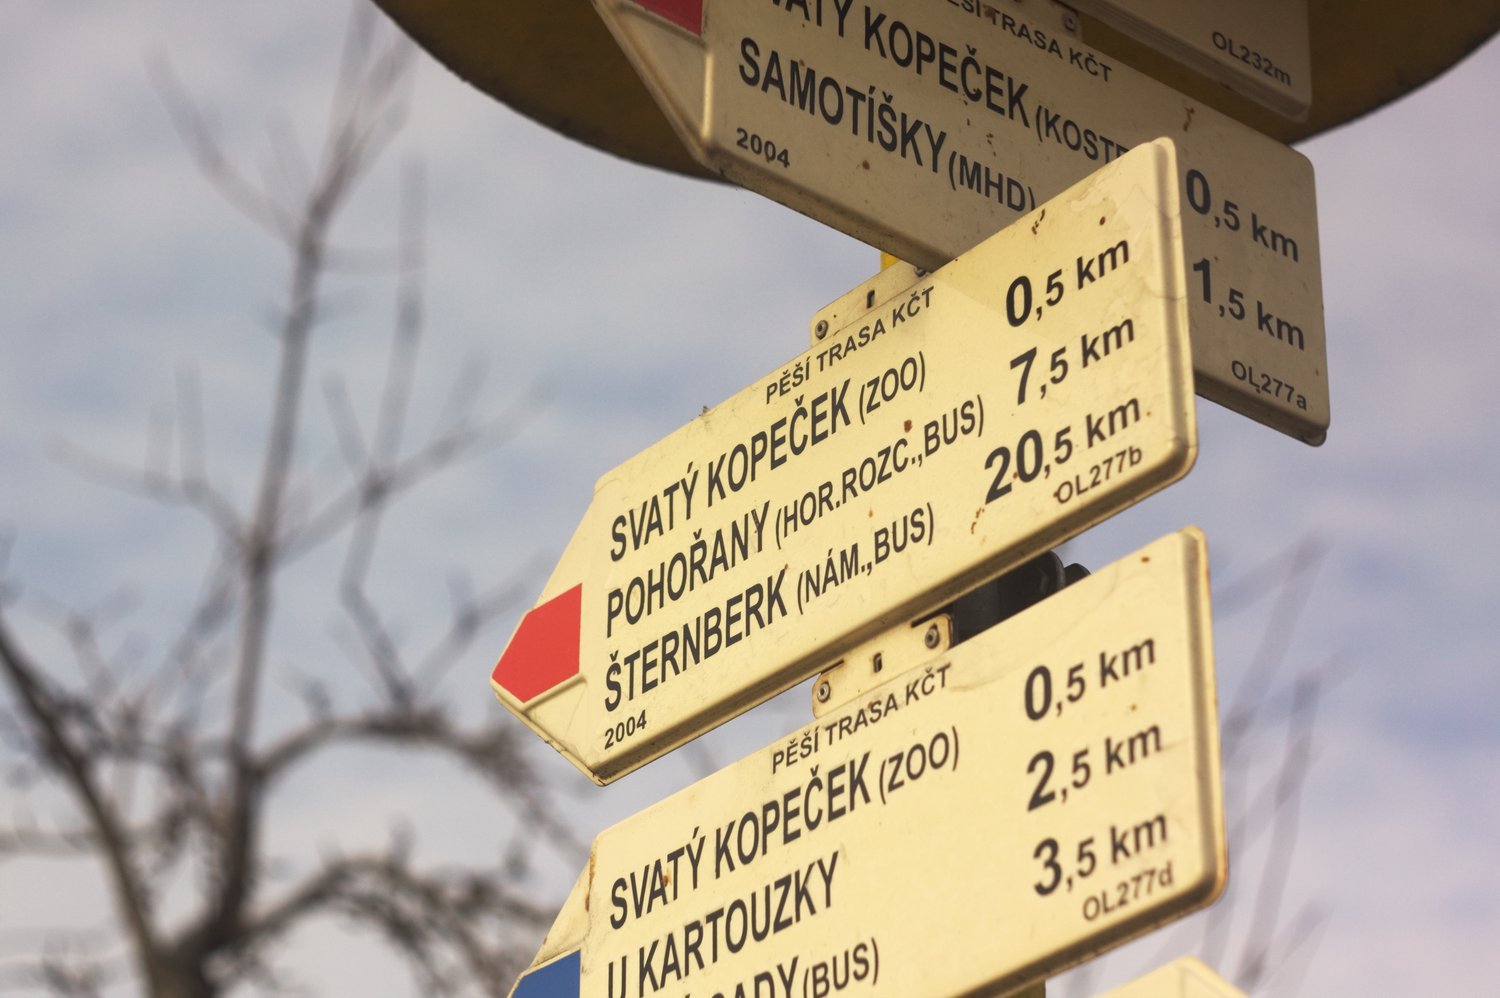 OL232m
PĚŠÍ TRASA KČT
SVATÝ KOPEČEK (KOST
0,5 km
SAMOTÍŠKY (MHD)
1,5 km
2004
OL277a
PĚŠÍ TRASA KČT
SVATÝ KOPEČEK (ZOO) 0,5 km
POHOŘANY (HOR.ROZC.,BUS) 7,5 km
ŠTERNBERK (NÁM.,BUS) 20,5 km
2004 OL277b
PĚŠÍ TRASA KČT
SVATÝ KOPEČEK (ZOO) 0,5 km
U KARTOUZKY 2,5 km
(BUS) 3,5 km
OL277d